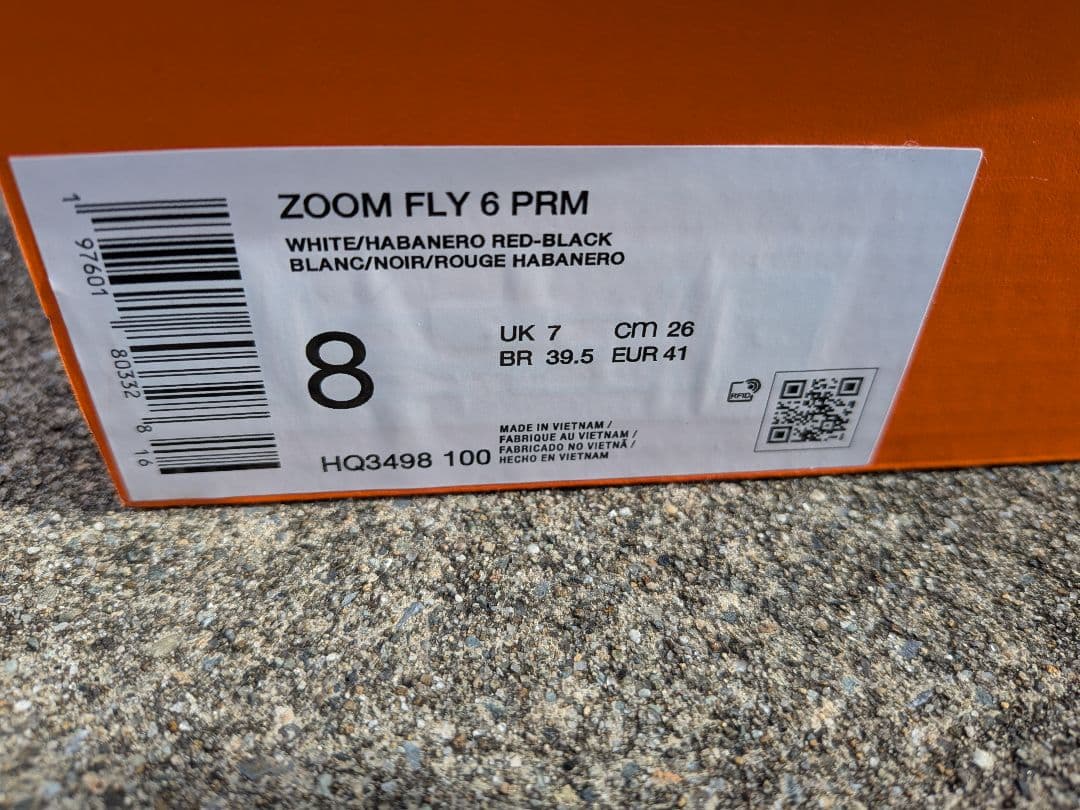 ZOOM FLY 6 PRM
WHITE/HABANERO RED-BLACK
BLANC/NOIR/ROUGE HABANERO
8
UK 7 cm 26
BR 39.5 EUR 41
RFID
HQ3498 100
MADE IN VIETNAM /
FABRIQUE AU VIETNAM /
FABRICADO NO VIETNÃ /
HECHO EN VIETNAM
1 97601 80332 8 16